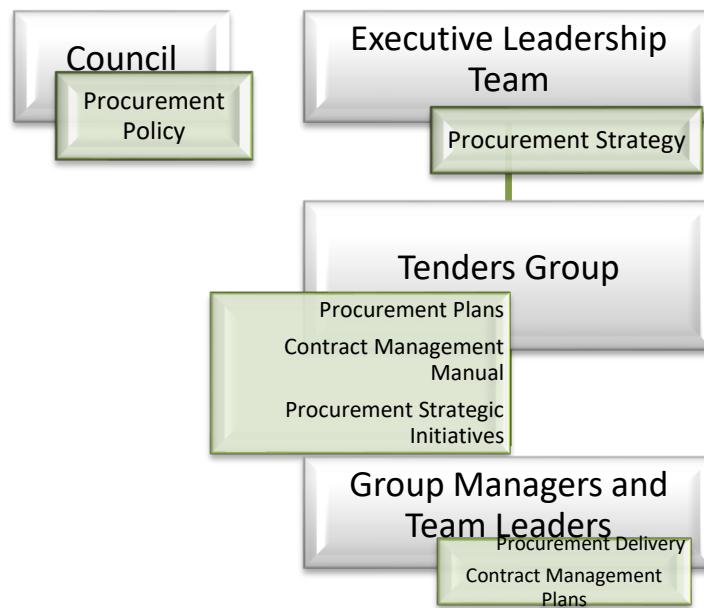 Council
Procurement
Policy
Executive Leadership
Team
Procurement Strategy
Tenders Group
Procurement Plans
Contract Management
Manual
Procurement Strategic
Initiatives
Group Managers and
Team Leaders
Procurement Delivery
Contract Management
Plans